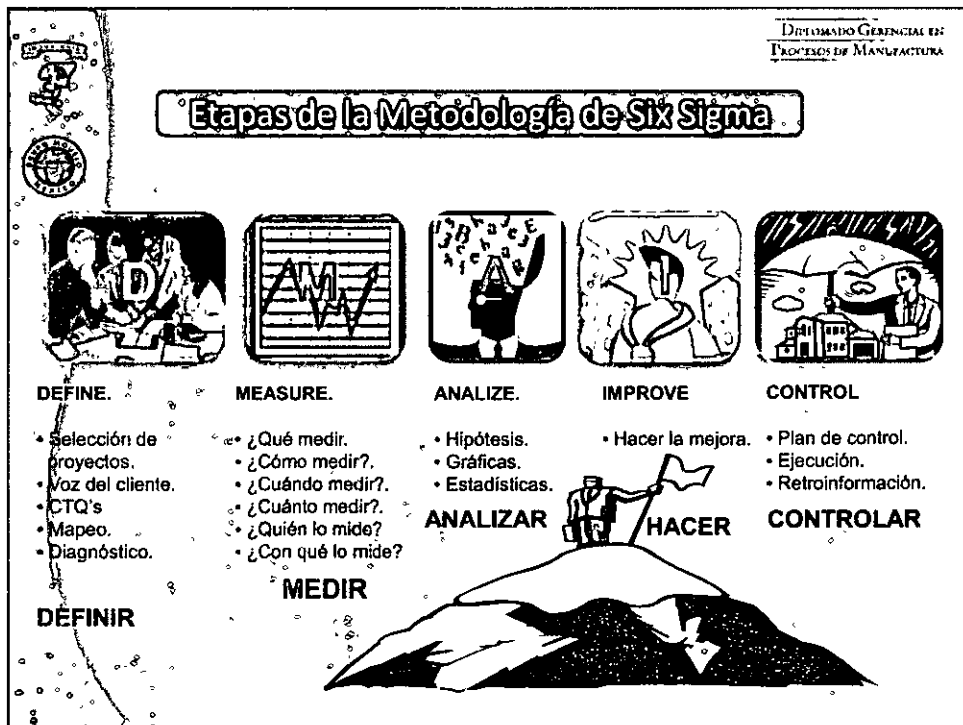 DIPLOMADO GERENCIAL EN
PROCESOS DE MANUFACTURA
Etapas de la Metodología de Six Sigma
D
M
A
I
DEFINE.
• Selección de
proyectos.
• Voz del cliente.
• CTQ's
• Mapeo.
• Diagnóstico.
DEFINIR
MEASURE.
• ¿Qué medir.
• ¿Cómo medir?.
• ¿Cuándo medir?.
• ¿Cuánto medir?.
• ¿Quién lo mide?
• ¿Con qué lo mide?
MEDIR
ANALIZE.
• Hipótesis.
• Gráficas.
• Estadísticas.
ANALIZAR
IMPROVE
• Hacer la mejora.
HACER
CONTROL
• Plan de control.
• Ejecución.
• Retroinformación.
CONTROLAR